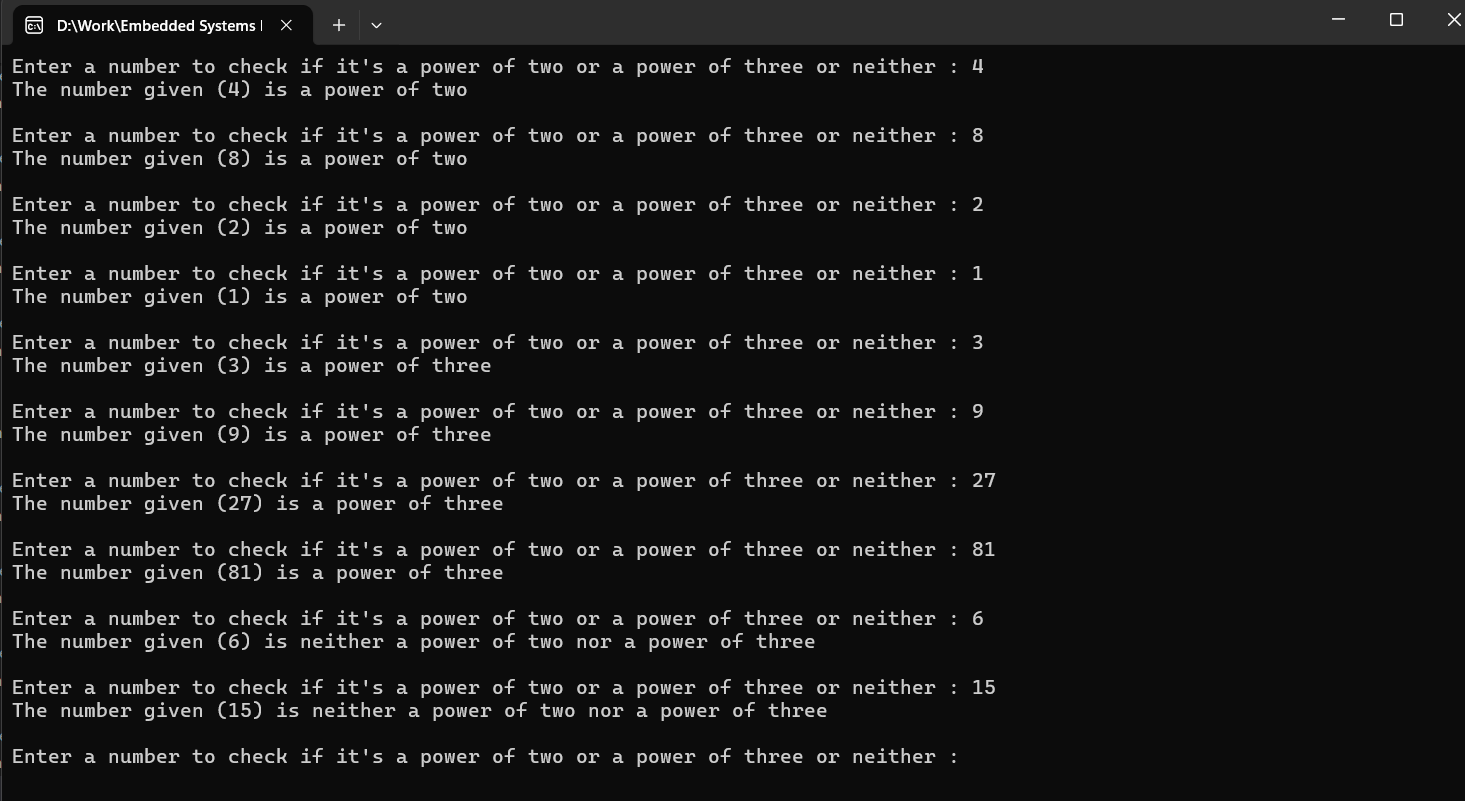 D:\Work\Embedded Systems
Enter a number to check if it's a power of two or a power of three or neither : 4
The number given (4) is a power of two
Enter a number to check if it's a power of two or a power of three or neither : 8
The number given (8) is a power of two
Enter a number to check if it's a power of two or a power of three or neither : 2
The number given (2) is a power of two
Enter a number to check if it's a power of two or a power of three or neither : 1
The number given (1) is a power of two
Enter a number to check if it's a power of two or a power of three or neither : 3
The number given (3) is a power of three
Enter a number to check if it's a power of two or a power of three or neither : 9
The number given (9) is a power of three
Enter a number to check if it's a power of two or a power of three or neither : 27
The number given (27) is a power of three
Enter a number to check if it's a power of two or a power of three or neither : 81
The number given (81) is a power of three
Enter a number to check if it's a power of two or a power of three or neither : 6
The number given (6) is neither a power of two nor a power of three
Enter a number to check if it's a power of two or a power of three or neither : 15
The number given (15) is neither a power of two nor a power of three
Enter a number to check if it's a power of two or a power of three or neither :